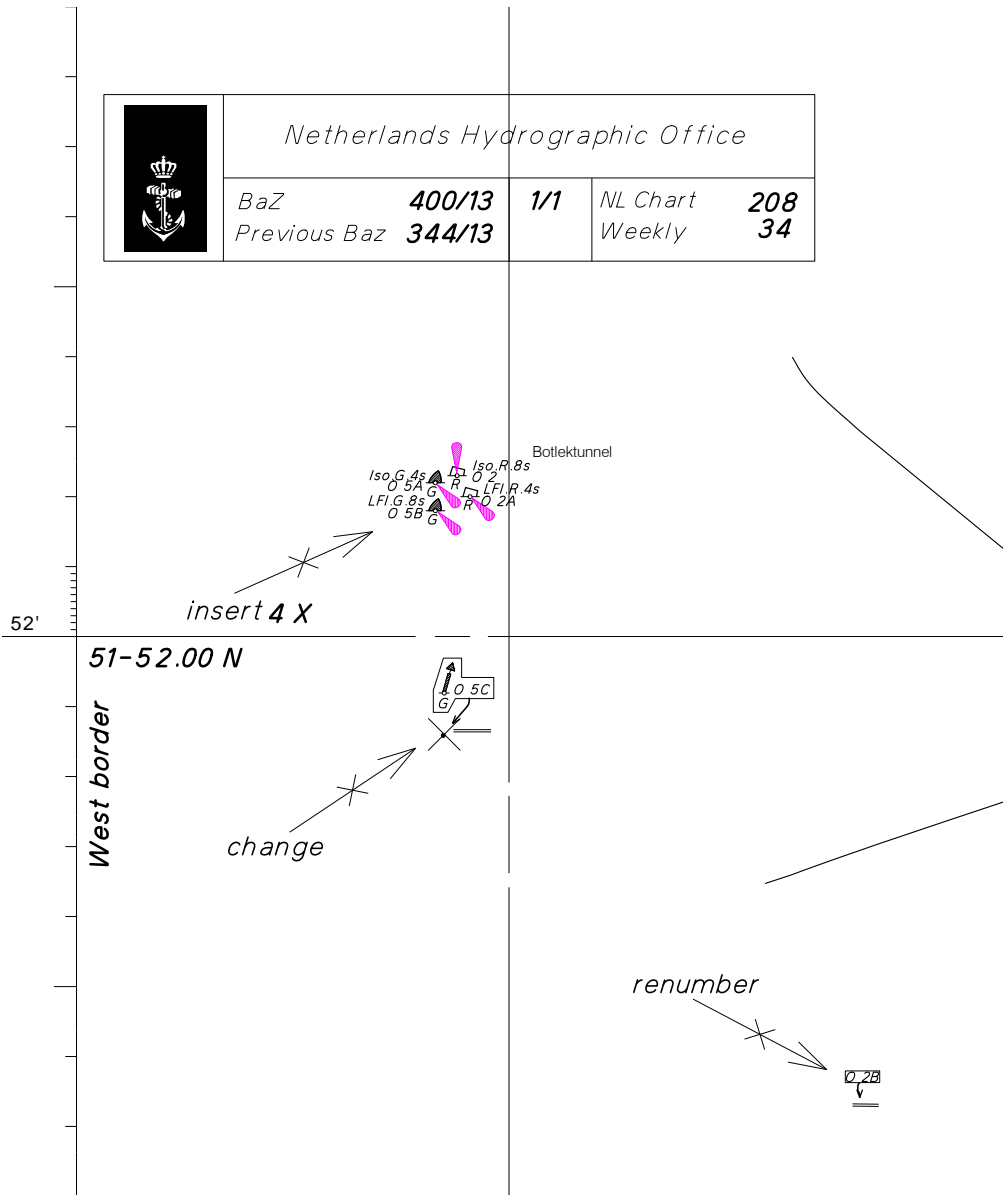 Netherlands Hydrographic Office
BaZ 400/13 1/1 NL Chart 208
Previous Baz 344/13 Weekly 34
Botlektunnel
Iso.R.8s
O 2
R
Iso.G.4s
O 5A
G
LFl.R.4s
O 2A
R
LFl.G.8s
O 5B
G
insert 4 X
52'
51-52.00 N
O 5C
G
West border
change
renumber
O 2B